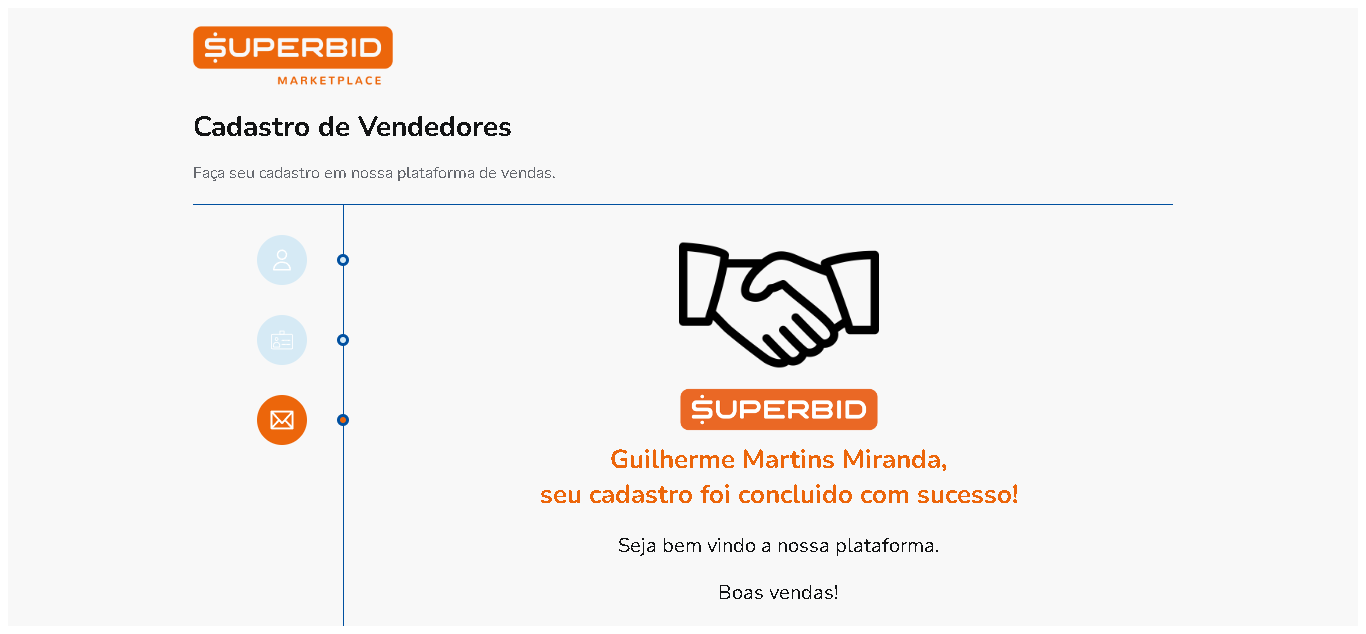 SUPERBID
MARKETPLACE
Cadastro de Vendedores
Faça seu cadastro em nossa plataforma de vendas.
SUPERBID
Guilherme Martins Miranda,
seu cadastro foi concluido com sucesso!
Seja bem vindo a nossa plataforma.
Boas vendas!